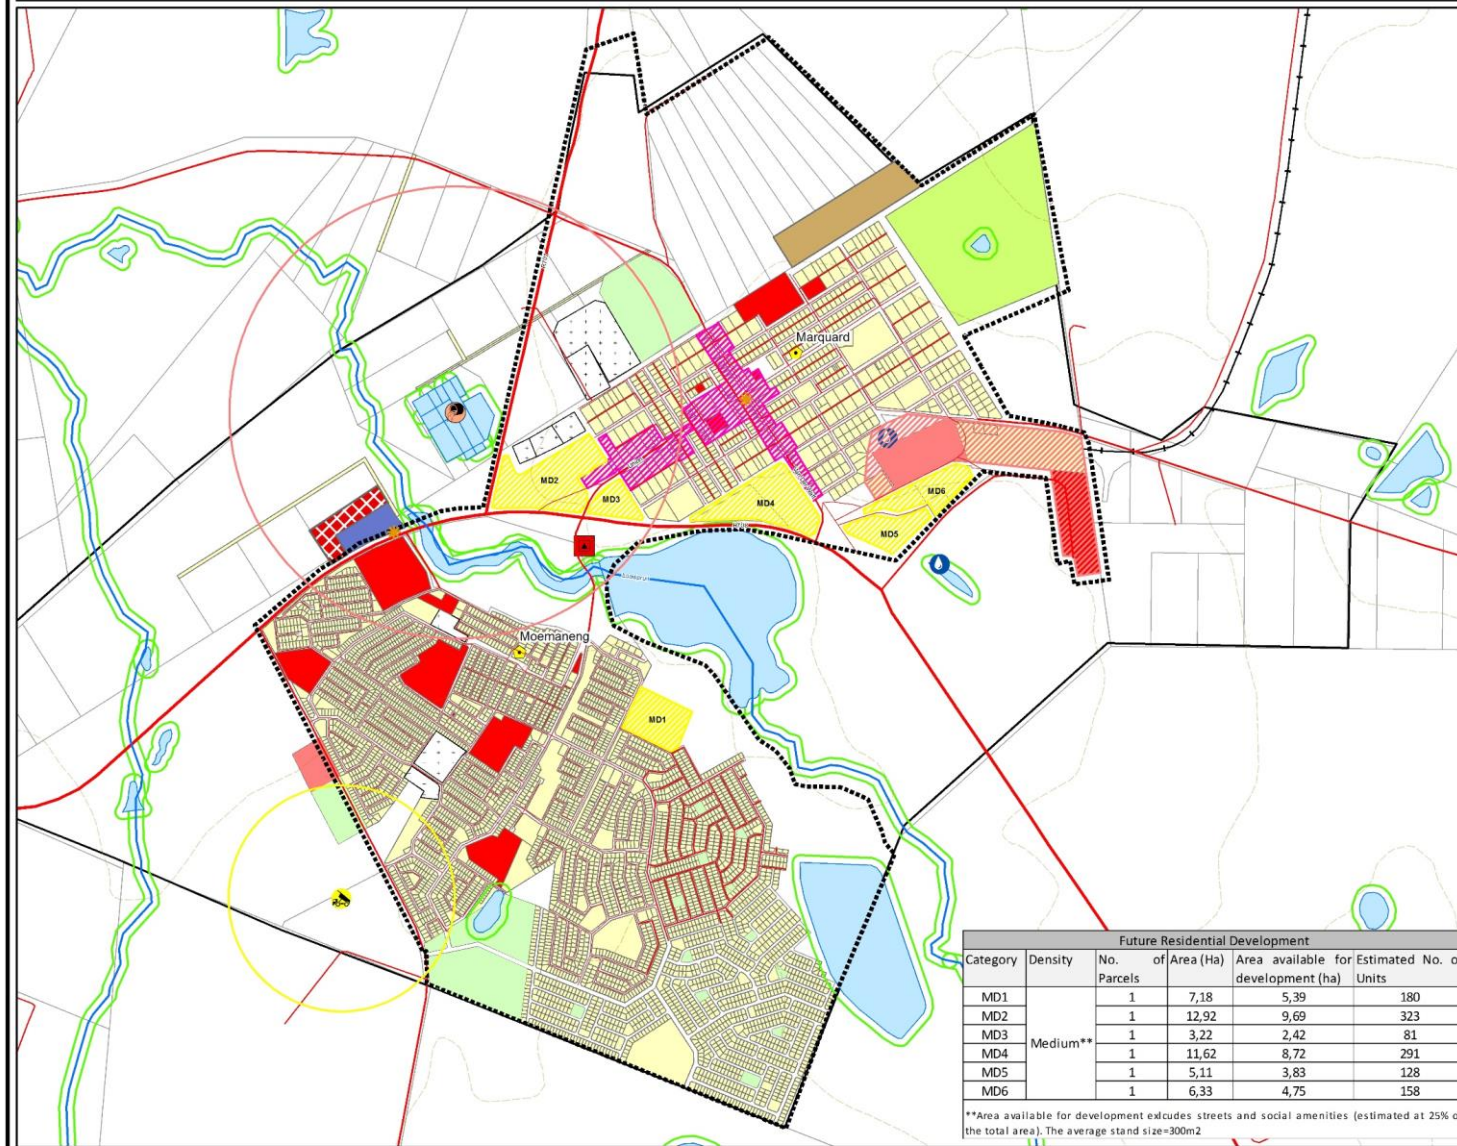 Marquard
MD2
MD3
MD4
MD6
MD5
Moemaneng
MD1
Future Residential Development
Category Density No. of Parcels Area (Ha) Area available for development (ha) Estimated No. o Units
MD1 Medium** 1 7,18 5,39 180
MD2 1 12,92 9,69 323
MD3 1 3,22 2,42 81
MD4 1 11,62 8,72 291
MD5 1 5,11 3,83 128
MD6 1 6,33 4,75 158
**Area available for development exlcudes streets and social amenities (estimated at 25% o
the total area). The average stand size=300m2